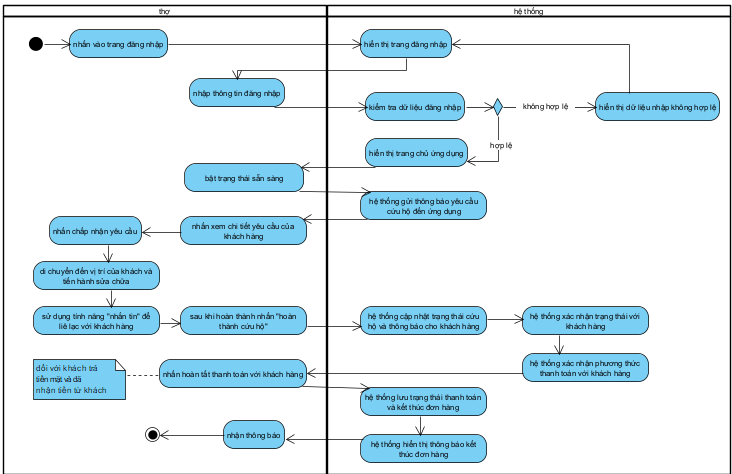 thợ
hệ thống
nhấn vào trang đăng nhập
hiển thị trang đăng nhập
nhập thông tin đăng nhập
kiểm tra dữ liệu đăng nhập
không hợp lệ
hiển thị dữ liệu nhập không hợp lệ
hợp lệ
hiển thị trang chủ ứng dụng
bật trạng thái sẵn sàng
hệ thống gửi thông báo yêu cầu
cứu hộ đến ứng dụng
nhấn xem chi tiết yêu cầu của
khách hàng
nhấn chấp nhận yêu cầu
di chuyển đến vị trí của khách và
tiến hành sửa chữa
sử dụng tính năng "nhắn tin" để
liê lạc với khách hàng
sau khi hoàn thành nhấn "hoàn
thành cứu hộ"
hệ thống cập nhật trạng thái cứu
hộ và thông báo cho khách hàng
hệ thống xác nhận trạng thái với
khách hàng
hệ thống xác nhận phương thức
thanh toán với khách hàng
nhấn hoàn tất thanh toán với khách hàng
đối với khách trả
tiền mặt và đã
nhận tiền từ khách
hệ thống lưu trạng thái thanh toán
và kết thúc đơn hàng
hệ thống hiển thị thông báo kết
thúc đơn hàng
nhận thông báo